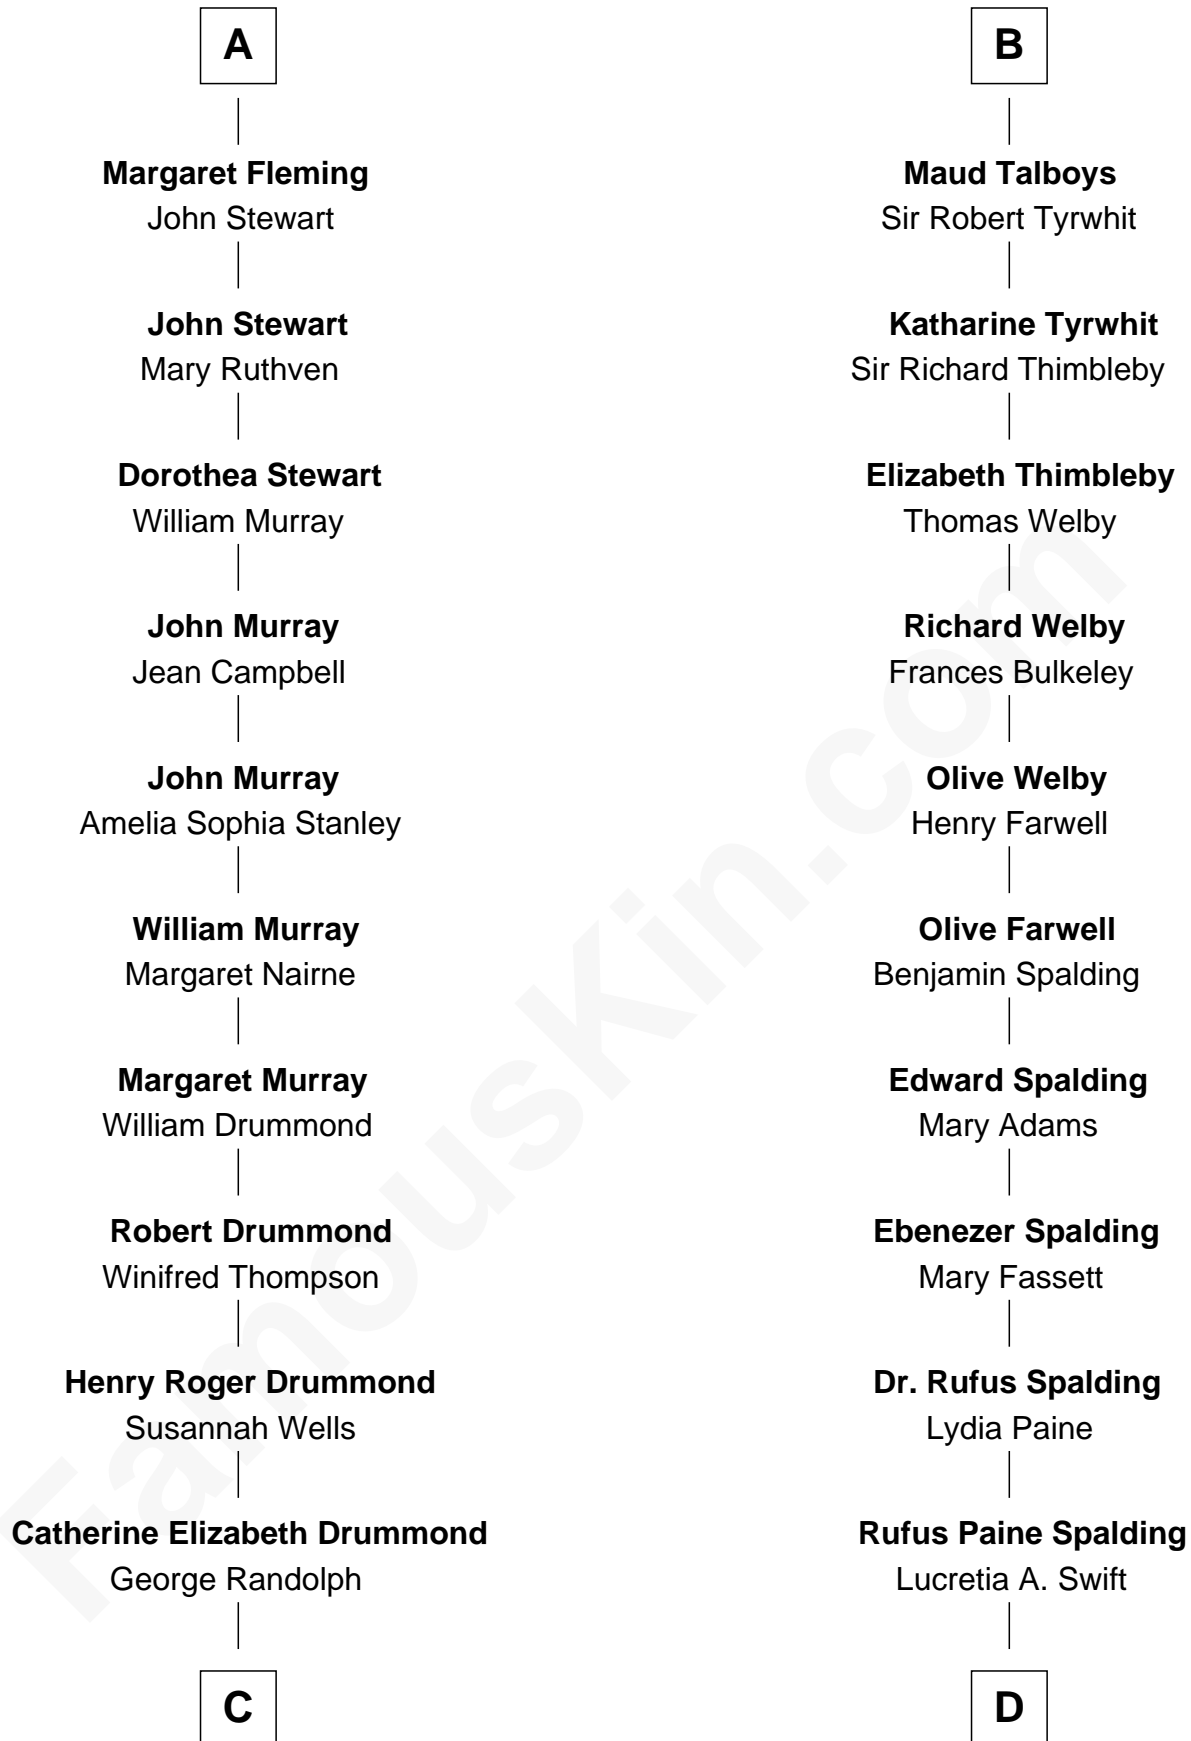 A
Margaret Fleming
John Stewart
John Stewart
Mary Ruthven
Dorothea Stewart
William Murray
John Murray
Jean Campbell
John Murray
Amelia Sophia Stanley
William Murray
Margaret Nairne
Margaret Murray
William Drummond
Robert Drummond
Winifred Thompson
Henry Roger Drummond
Susannah Wells
Catherine Elizabeth Drummond
George Randolph
C
B
Maud Talboys
Sir Robert Tyrwhit
Katharine Tyrwhit
Sir Richard Thimbleby
Elizabeth Thimbleby
Thomas Welby
Richard Welby
Frances Bulkeley
Olive Welby
Henry Farwell
Olive Farwell
Benjamin Spalding
Edward Spalding
Mary Adams
Ebenezer Spalding
Mary Fassett
Dr. Rufus Spalding
Lydia Paine
Rufus Paine Spalding
Lucretia A. Swift
D
FamousKin.com